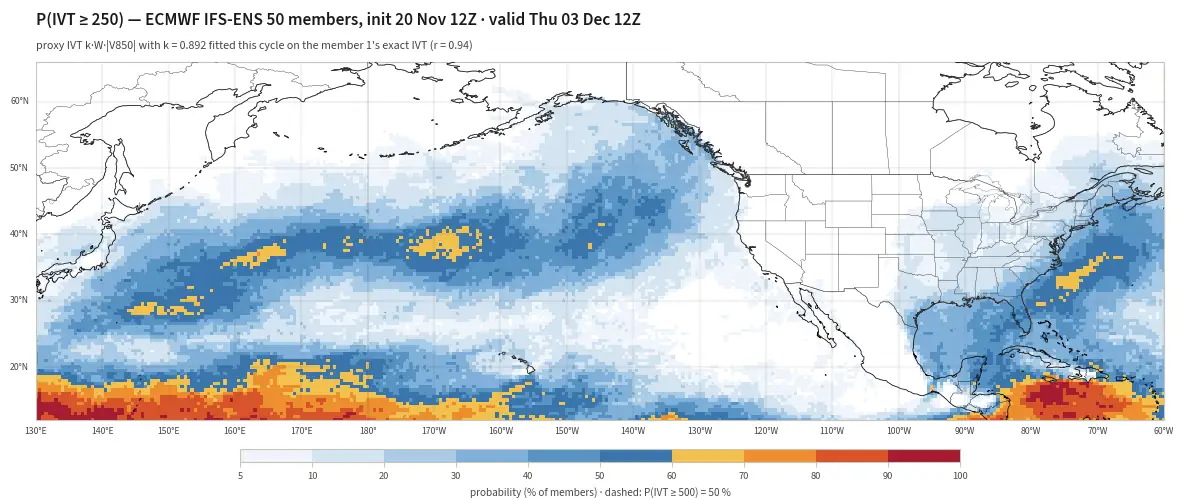 P(IVT ≥ 250) — ECMWF IFS-ENS 50 members, init 20 Nov 12Z · valid Thu 03 Dec 12Z
proxy IVT k·W·|V850| with k = 0.892 fitted this cycle on the member 1's exact IVT (r = 0.94)
60°N
50°N
40°N
30°N
20°N
130°E 140°E 150°E 160°E 170°E 180° 170°W 160°W 150°W 140°W 130°W 120°W 110°W 100°W 90°W 80°W 70°W 60°W
5 10 20 30 40 50 60 70 80 90 100
probability (% of members) · dashed: P(IVT ≥ 500) = 50 %